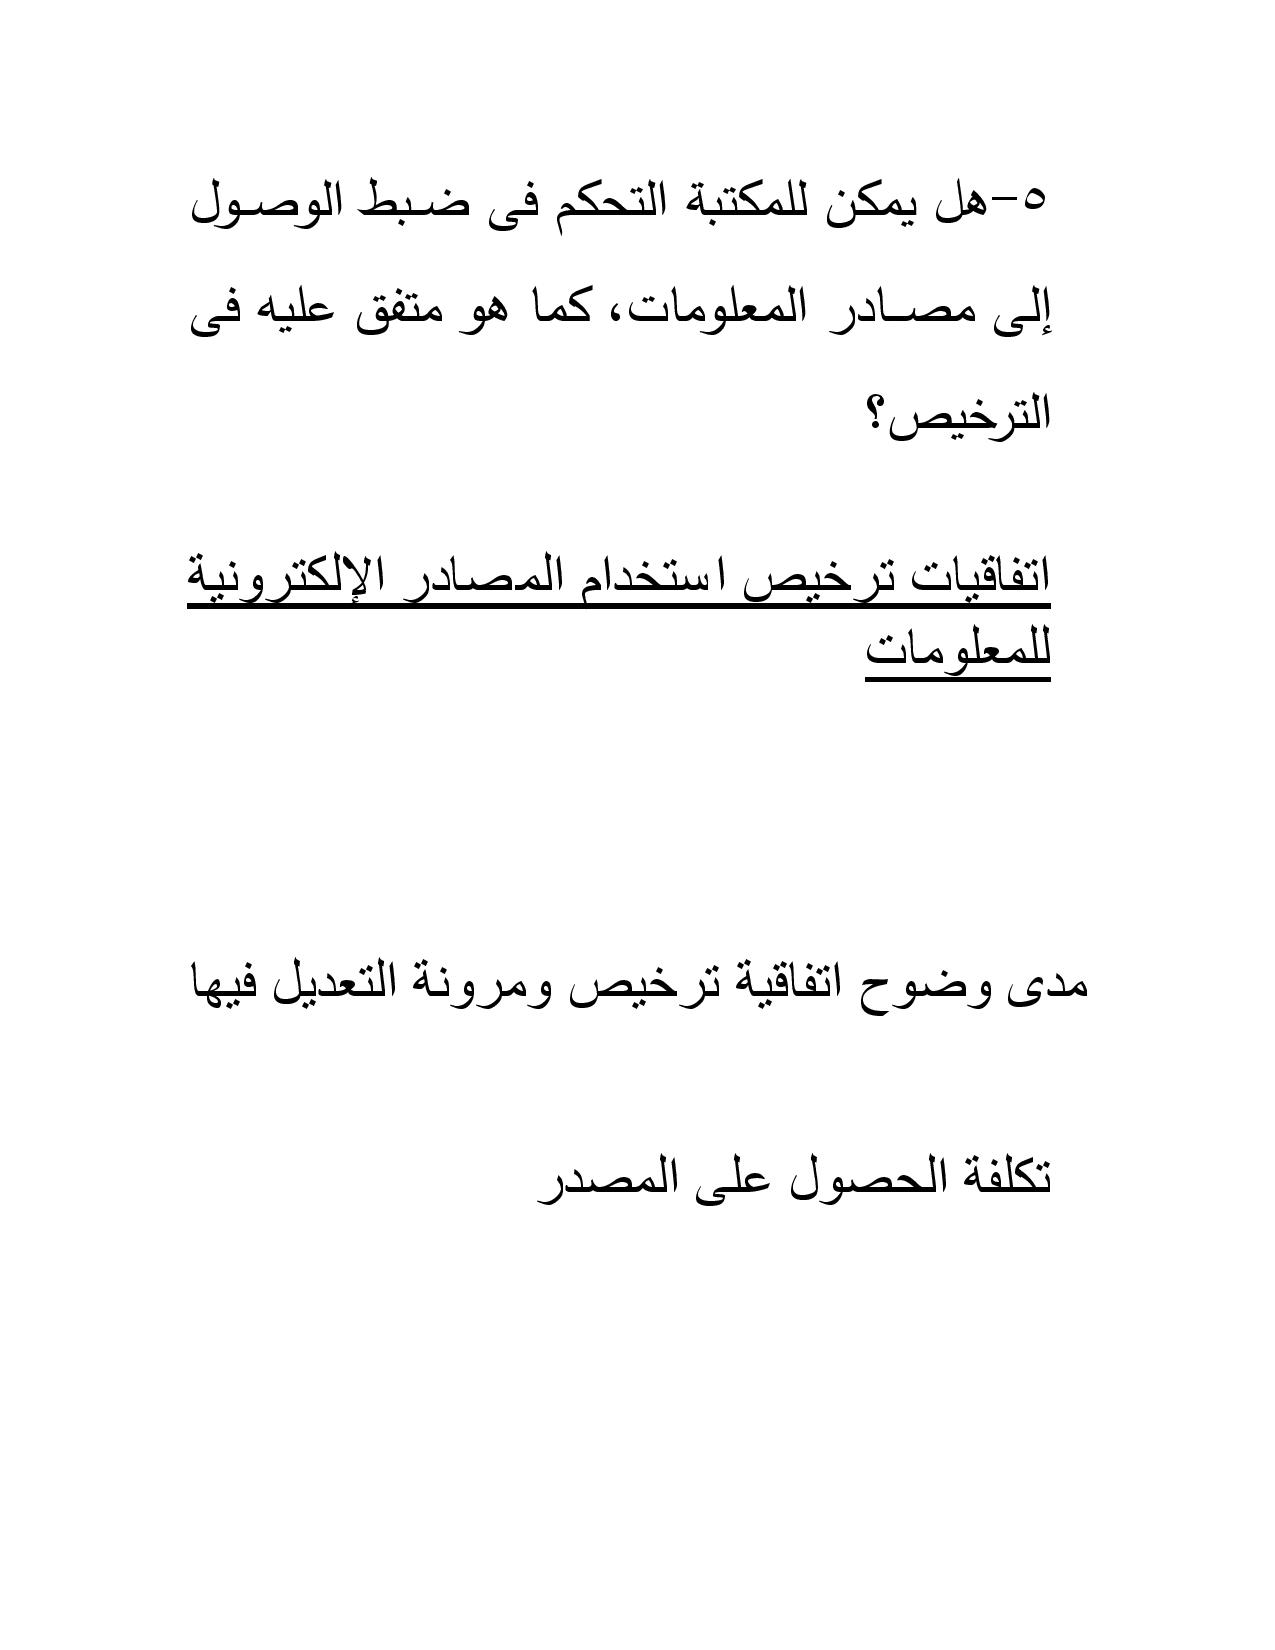 ٥-هل يمكن للمكتبة التحكم فى ضبط الوصول
إلى مصادر المعلومات، كما هو متفق عليه فى
الترخيص؟
اتفاقيات ترخيص استخدام المصادر الإلكترونية
للمعلومات
مدى وضوح اتفاقية ترخيص ومرونة التعديل فيها
تكلفة الحصول على المصدر